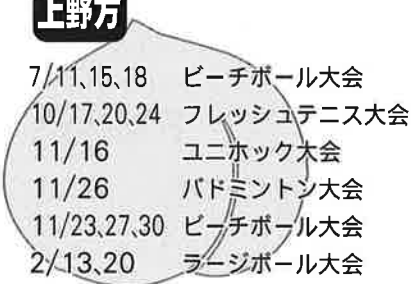 上野方
7/11､15､18 ビーチボール大会
10/17､20､24 フレッシュテニス大会
11/16 ユニホック大会
11/26 バドミントン大会
11/23､27､30 ビーチボール大会
2/13､20 ラージボール大会